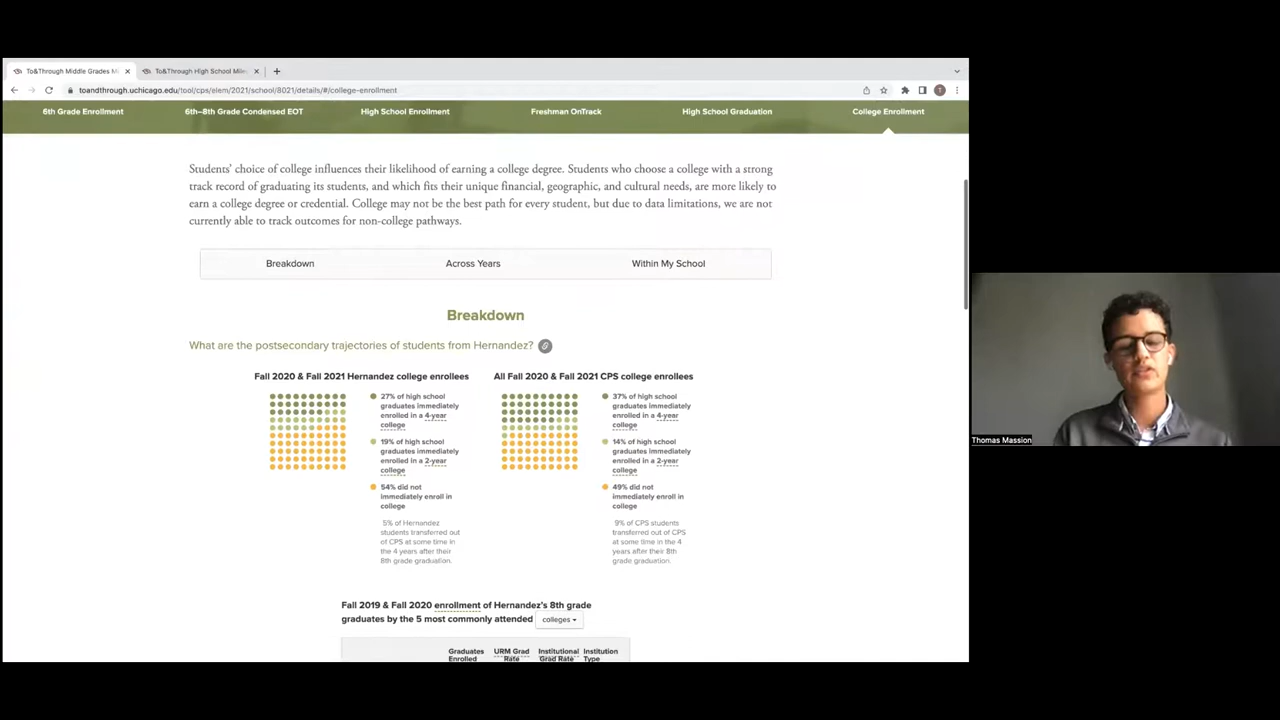 To&Through Middle Grades M
To&Through High School Mile
toandthrough.uchicago.edu/tool/cps/elem/2021/school/8021/details/#/college-enrollment
T
6th Grade Enrollment
6th–8th Grade Condensed EOT
High School Enrollment
Freshman OnTrack
High School Graduation
College Enrollment
Students' choice of college influences their likelihood of earning a college degree. Students who choose a college with a strong
track record of graduating its students, and which fits their unique financial, geographic, and cultural needs, are more likely to
earn a college degree or credential. College may not be the best path for every student, but due to data limitations, we are not
currently able to track outcomes for non-college pathways.
Breakdown
Across Years
Within My School
Breakdown
What are the postsecondary trajectories of students from Hernandez?
Fall 2020 & Fall 2021 Hernandez college enrollees
27% of high school
graduates immediately
enrolled in a 4-year
college
19% of high school
graduates immediately
enrolled in a 2-year
college
54% did not
immediately enroll in
college
5% of Hernandez
students transferred out
of CPS at some time in
the 4 years after their
8th grade graduation.
All Fall 2020 & Fall 2021 CPS college enrollees
37% of high school
graduates immediately
enrolled in a 4-year
college
14% of high school
graduates immediately
enrolled in a 2-year
college
49% did not
immediately enroll in
college
9% of CPS students
transferred out of CPS
at some time in the 4
years after their 8th
grade graduation.
Fall 2019 & Fall 2020 enrollment of Hernandez's 8th grade
graduates by the 5 most commonly attended colleges
Graduates
Enrolled
URM Grad
Rate
Institutional
Grad Rate
Institution
Type
Thomas Massion